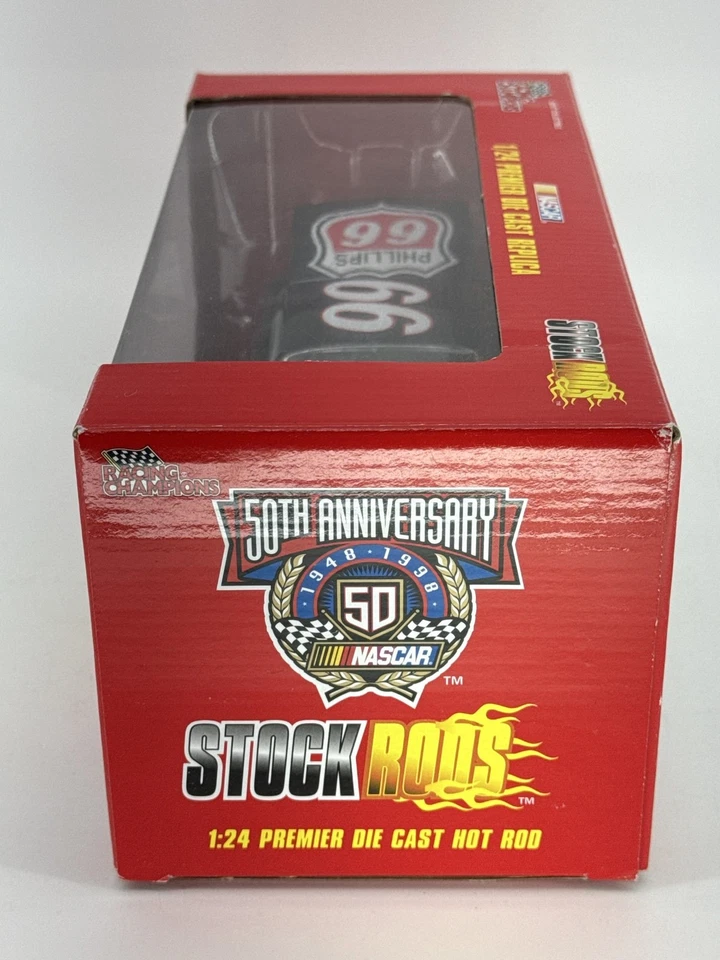 1:24 PREMIER DIE CAST REPLICA
NASCAR
STOCK RODS
PHILLIPS
66
66
RACING
CHAMPIONS
50TH ANNIVERSARY
1948 · 1998
50
NASCAR
TM
STOCK RODS
TM
1:24 PREMIER DIE CAST HOT ROD